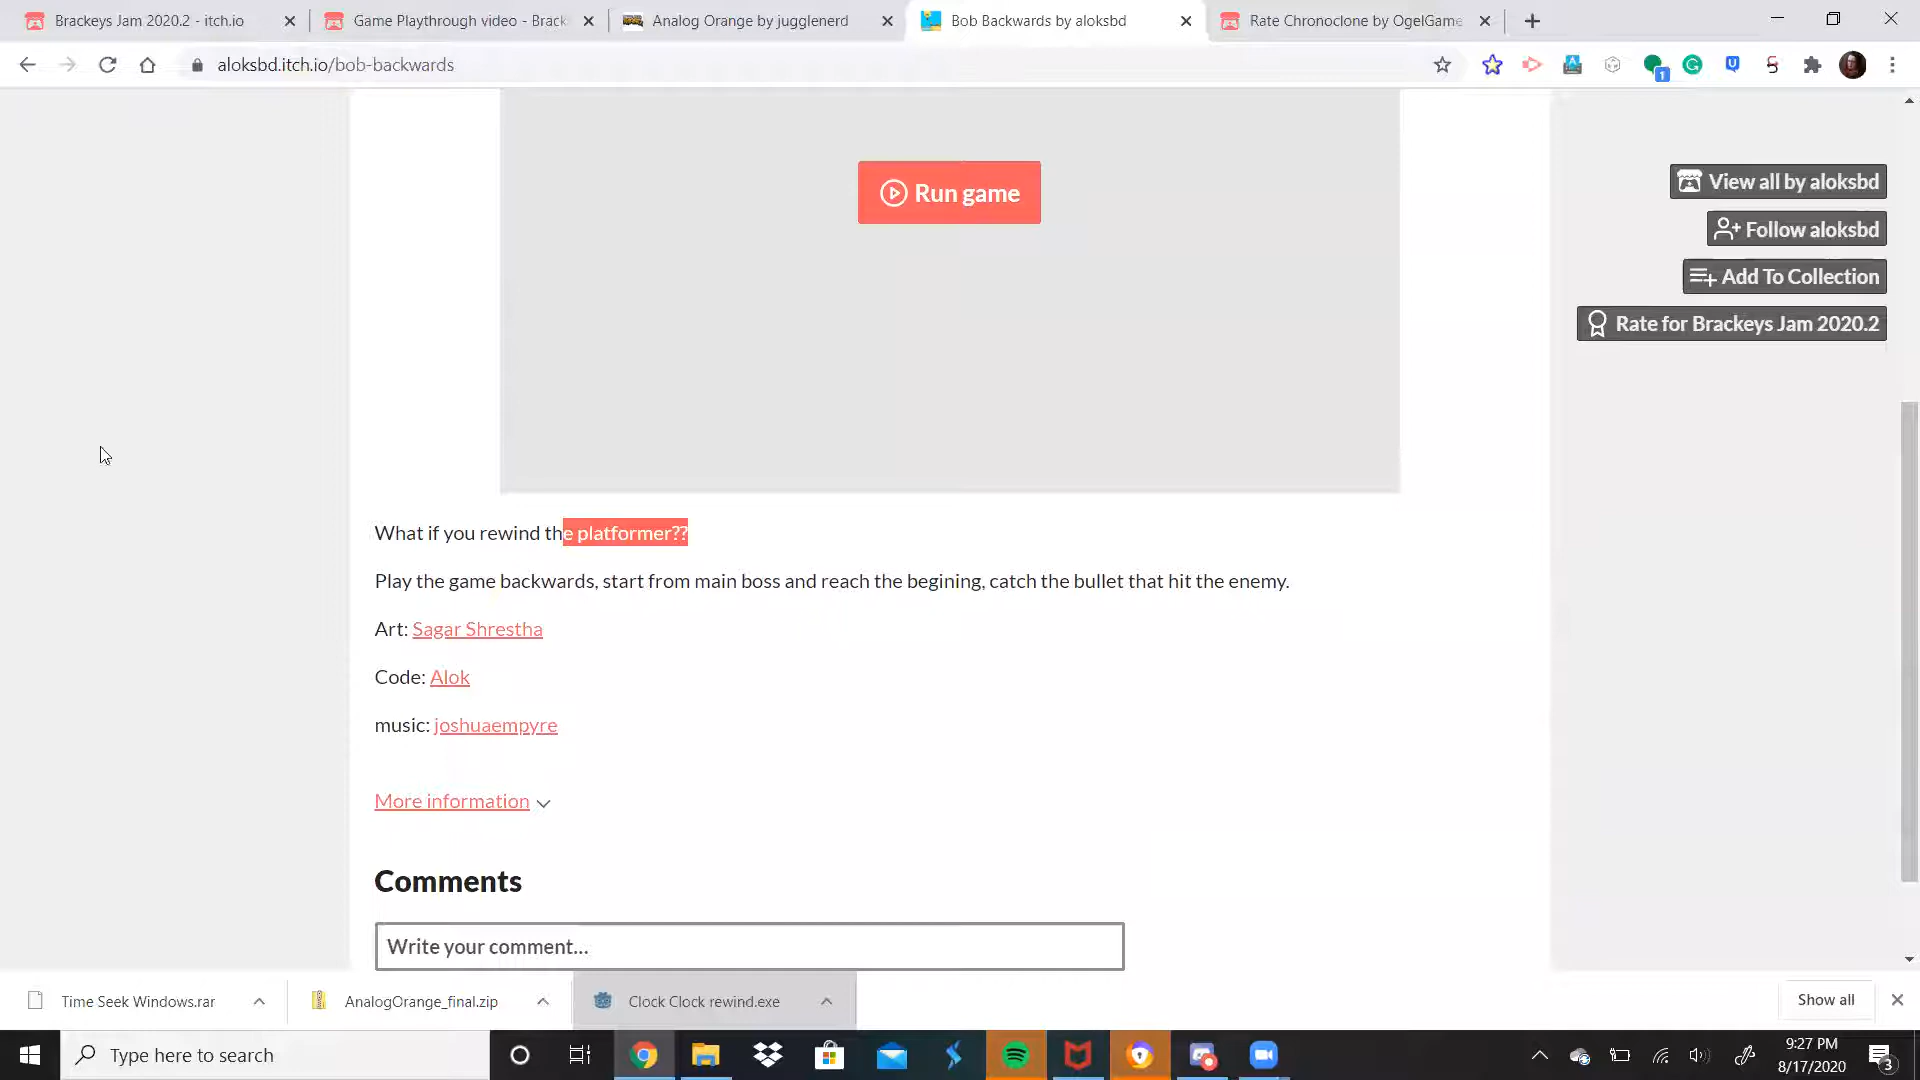 Brackeys Jam 2020.2 - itch.io
Game Playthrough video - Brack
Analog Orange by jugglenerd
Bob Backwards by aloksbd
Rate Chronoclone by OgelGame
aloksbd.itch.io/bob-backwards
1
Run game
View all by aloksbd
Follow aloksbd
Add To Collection
Rate for Brackeys Jam 2020.2
What if you rewind the platformer??
Play the game backwards, start from main boss and reach the begining, catch the bullet that hit the enemy.
Art: Sagar Shrestha
Code: Alok
music: joshuaempyre
More information
Comments
Write your comment...
Time Seek Windows.rar
AnalogOrange_final.zip
Clock Clock rewind.exe
Show all
Type here to search
9:27 PM
8/17/2020
3